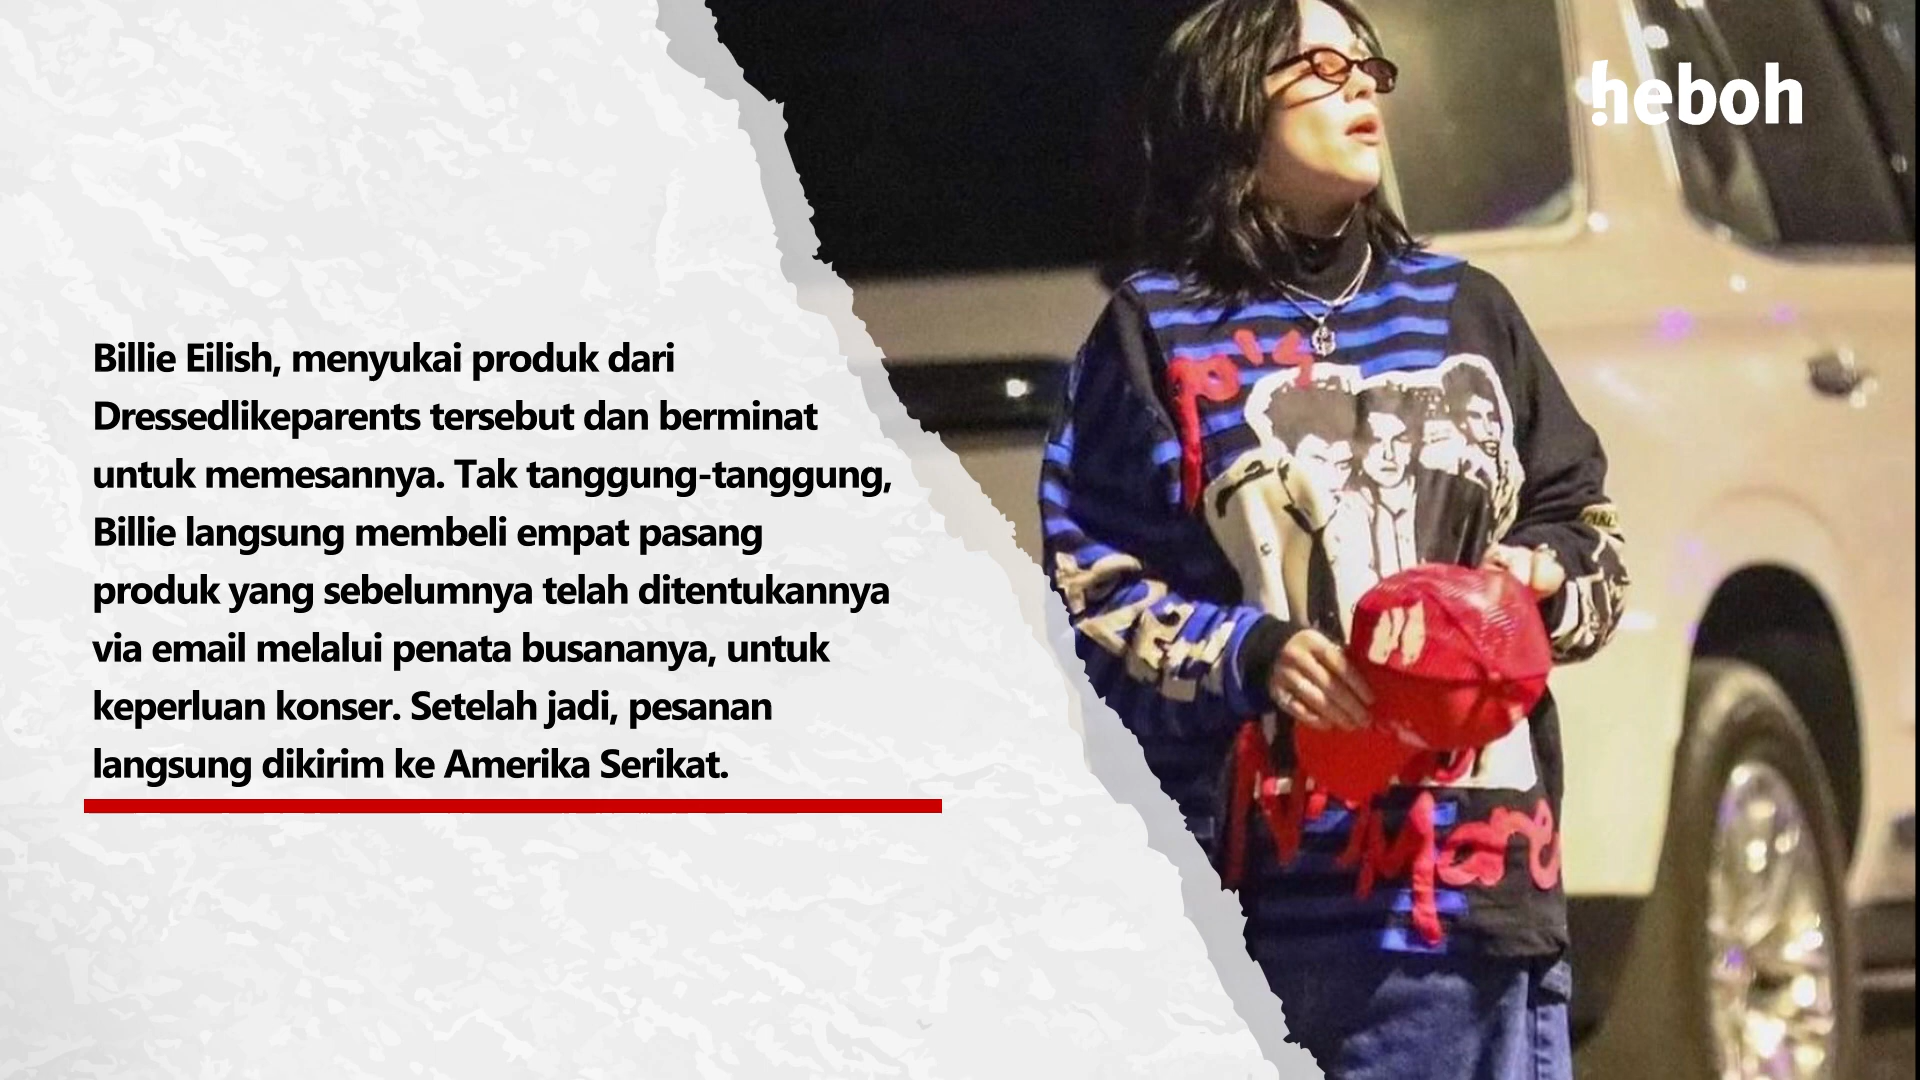 heboh
Billie Eilish, menyukai produk dari
Dressedlikeparents tersebut dan berminat
untuk memesannya. Tak tanggung-tanggung,
Billie langsung membeli empat pasang
produk yang sebelumnya telah ditentukannya
via email melalui penata busananya, untuk
keperluan konser. Setelah jadi, pesanan
langsung dikirim ke Amerika Serikat.
More